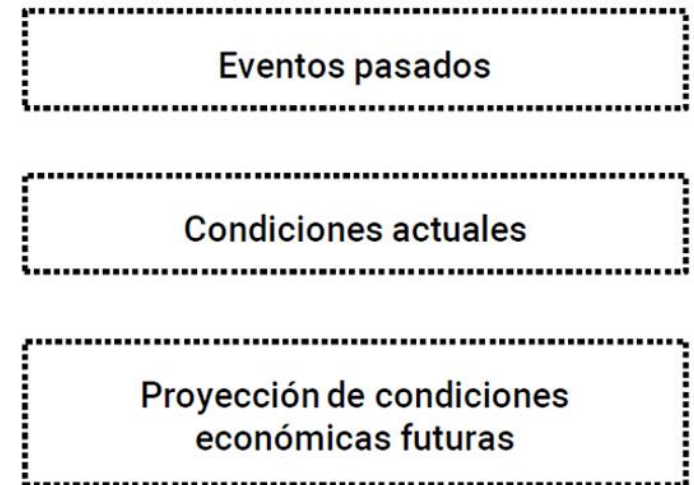 Eventos pasados
Condiciones actuales
Proyección de condiciones
económicas futuras